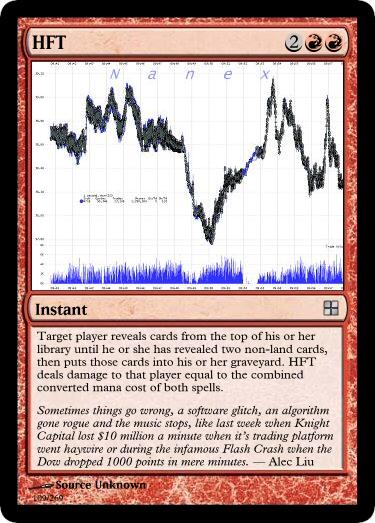 HFT
2
Nanex
Instant
Target player reveals cards from the top of his or her
library until he or she has revealed two non-land cards,
then puts those cards into his or her graveyard. HFT
deals damage to that player equal to the combined
converted mana cost of both spells.
Sometimes things go wrong, a software glitch, an algorithm
gone rogue and the music stops, like last week when Knight
Capital lost $10 million a minute when it's trading platform
went haywire or during the infamous Flash Crash when the
Dow dropped 1000 points in mere minutes. — Alec Liu
Source Unknown
109/269